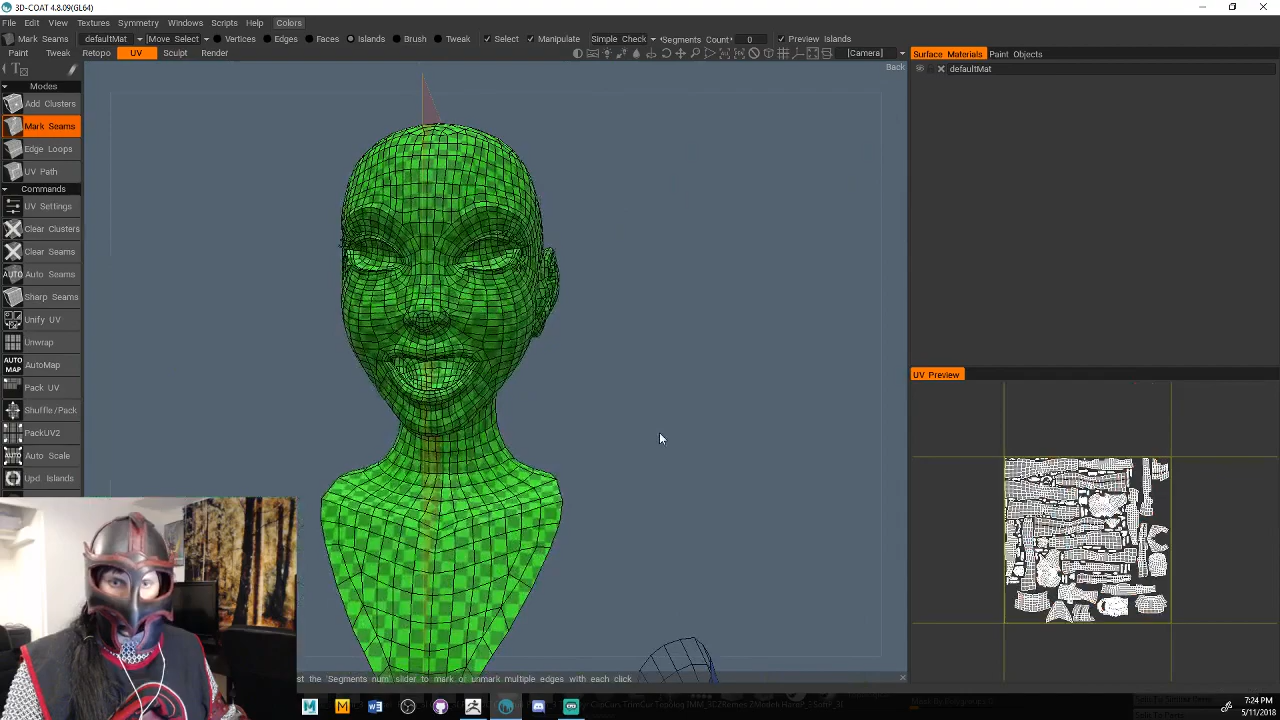 3D-COAT 4.8.09(GL64)
File Edit View Textures Symmetry Windows Scripts Help Colors
Mark Seams defaultMat Move Select Vertices Edges Faces Islands Brush Tweak Select Manipulate Simple Check Segments Count 0 Preview Islands
Paint Tweak Retopo UV Sculpt Render [Camera]
Surface Materials Paint Objects
Back
defaultMat
Modes
Add Clusters
Mark Seams
Edge Loops
UV Path
Commands
UV Settings
Clear Clusters
Clear Seams
AUTO Auto Seams
Sharp Seams
Unify UV
Unwrap
AUTO MAP AutoMap
Pack UV
Shuffle/Pack
PackUV2
AUTO Auto Scale
Upd Islands
UV Preview
the 'Segments num' slider to mark of unmark multiple edges with each click
7:24 PM
5/11/2018